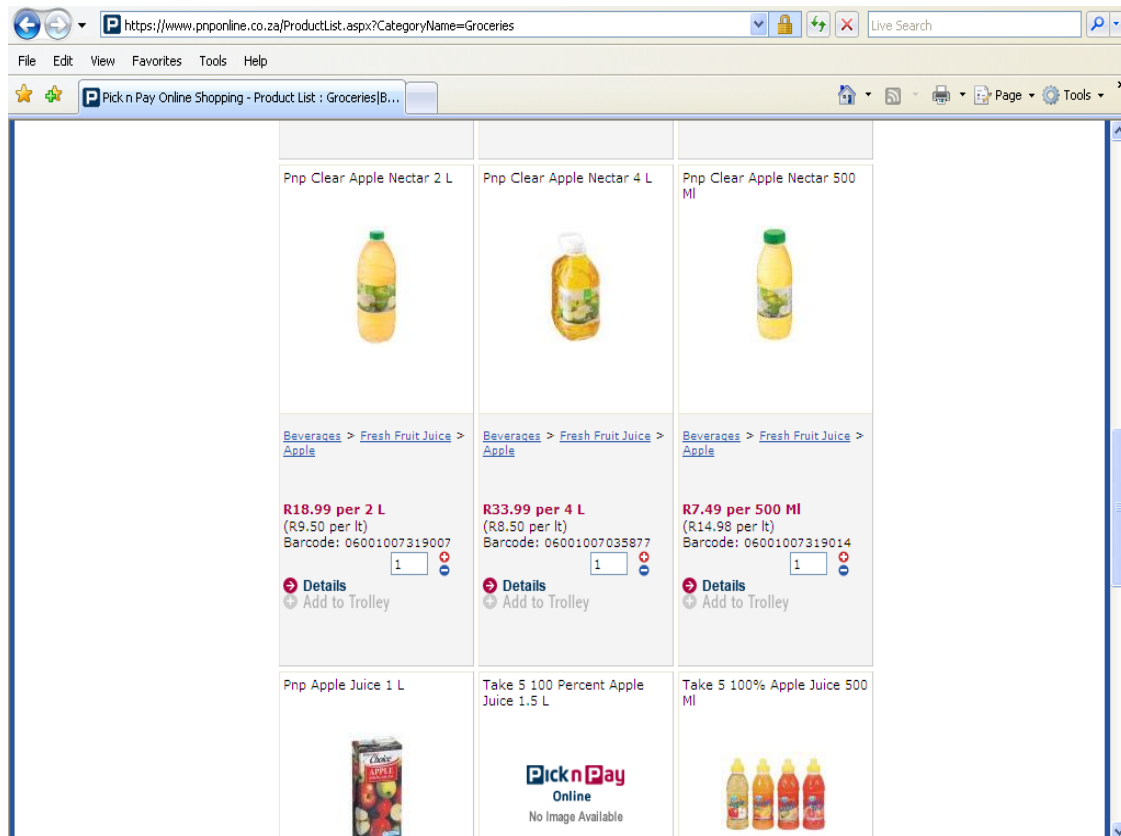 https://www.pnponline.co.za/ProductList.aspx?CategoryName=Groceries
Live Search
File Edit View Favorites Tools Help
Pick n Pay Online Shopping - Product List : Groceries|B...
Page Tools
Pnp Clear Apple Nectar 2 L
Pnp Clear Apple Nectar 4 L
Pnp Clear Apple Nectar 500
Ml
Beverages > Fresh Fruit Juice >
Apple
Beverages > Fresh Fruit Juice >
Apple
Beverages > Fresh Fruit Juice >
Apple
R18.99 per 2 L
(R9.50 per lt)
Barcode: 06001007319007
1
Details
Add to Trolley
R33.99 per 4 L
(R8.50 per lt)
Barcode: 06001007035877
1
Details
Add to Trolley
R7.49 per 500 Ml
(R14.98 per lt)
Barcode: 06001007319014
1
Details
Add to Trolley
Pnp Apple Juice 1 L
Take 5 100 Percent Apple
Juice 1.5 L
Take 5 100% Apple Juice 500
Ml
Choice
APPLE
Pick n Pay
Online
No Image Available